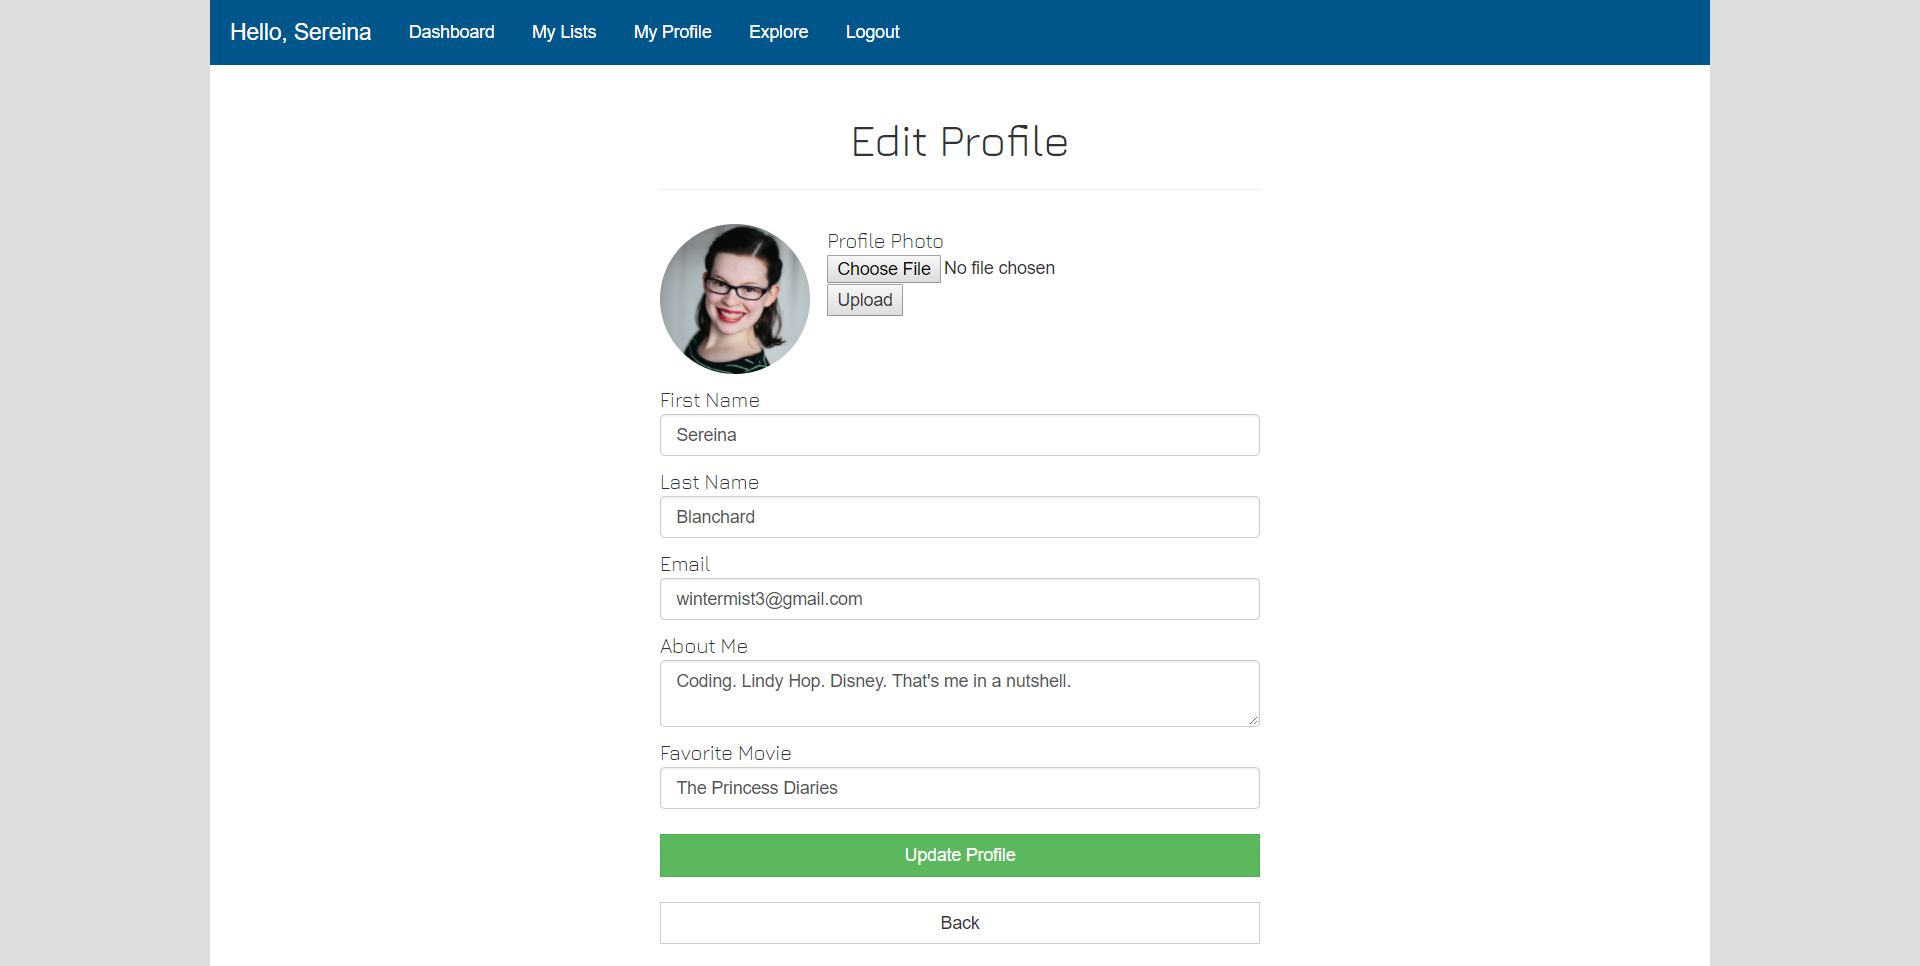 Hello, Sereina Dashboard My Lists My Profile Explore Logout
Edit Profile
Profile Photo
Choose File No file chosen
Upload
First Name
Sereina
Last Name
Blanchard
Email
wintermist3@gmail.com
About Me
Coding. Lindy Hop. Disney. That's me in a nutshell.
Favorite Movie
The Princess Diaries
Update Profile
Back